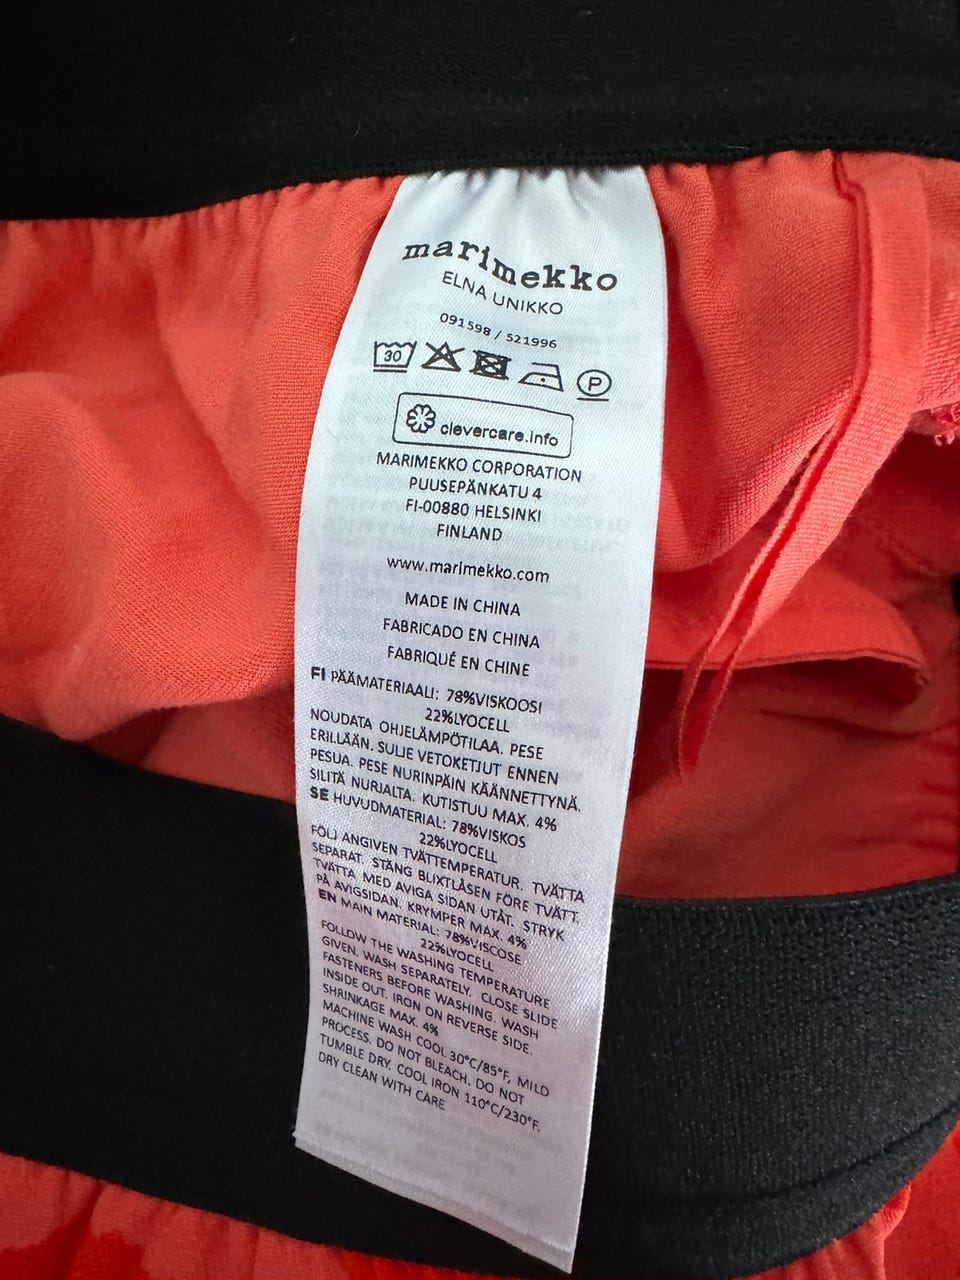 marimekko
ELNA UNIKKO
091598 / 521996
30 P
clevercare.info
MARIMEKKO CORPORATION
PUUSEPÄNKATU 4
FI-00880 HELSINKI
FINLAND
www.marimekko.com
MADE IN CHINA
FABRICADO EN CHINA
FABRIQUÉ EN CHINE
FI PÄÄMATERIAALI: 78%VISKOOSI
22%LYOCELL
NOUDATA OHJELÄMPÖTILAA. PESE
ERILLÄÄN. SULJE VETOKETJUT ENNEN
PESUA. PESE NURINPÄIN KÄÄNNETTYNÄ.
SILITÄ NURJALTA. KUTISTUU MAX. 4%
SE HUVUDMATERIAL: 78%VISKOS
22%LYOCELL
FÖLJ ANGIVEN TVÄTTEMPERATUR. TVÄTTA
SEPARAT. STÄNG BLIXTLÅSEN FÖRE TVÄTT.
TVÄTTA MED AVIGA SIDAN UTÅT. STRYK
PÅ AVIGSIDAN. KRYMPER MAX. 4%
EN MAIN MATERIAL: 78%VISCOSE
22%LYOCELL
FOLLOW THE WASHING TEMPERATURE
GIVEN. WASH SEPARATELY. CLOSE SLIDE
FASTENERS BEFORE WASHING. WASH
INSIDE OUT. IRON ON REVERSE SIDE.
SHRINKAGE MAX. 4%
MACHINE WASH COOL 30°C/85°F, MILD
PROCESS. DO NOT BLEACH. DO NOT
TUMBLE DRY. COOL IRON 110°C/230°F.
DRY CLEAN WITH CARE